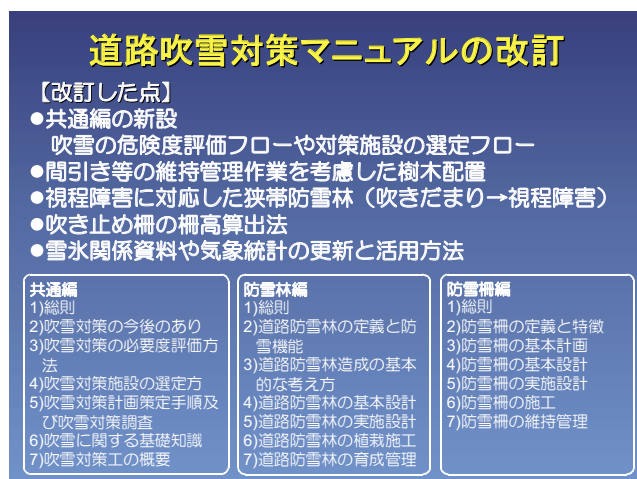 道路吹雪対策マニュアルの改訂
【改訂した点】
●共通編の新設
吹雪の危険度評価フローや対策施設の選定フロー
●間引き等の維持管理作業を考慮した樹木配置
●視程障害に対応した狭帯防雪林（吹きだまり→視程障害）
●吹き止め柵の柵高算出法
●雪氷関係資料や気象統計の更新と活用方法
共通編
1)総則
2)吹雪対策の今後のあり
3)吹雪対策の必要度評価方
法
4)吹雪対策施設の選定方
5)吹雪対策計画策定手順及
び吹雪対策調査
6)吹雪に関する基礎知識
7)吹雪対策工の概要
防雪林編
1)総則
2)道路防雪林の定義と防
雪機能
3)道路防雪林造成の基本
的な考え方
4)道路防雪林の基本設計
5)道路防雪林の実施設計
6)道路防雪林の植栽施工
7)道路防雪林の育成管理
防雪柵編
1)総則
2)防雪柵の定義と特徴
3)防雪柵の基本計画
4)防雪柵の基本設計
5)防雪柵の実施設計
6)防雪柵の施工
7)防雪柵の維持管理